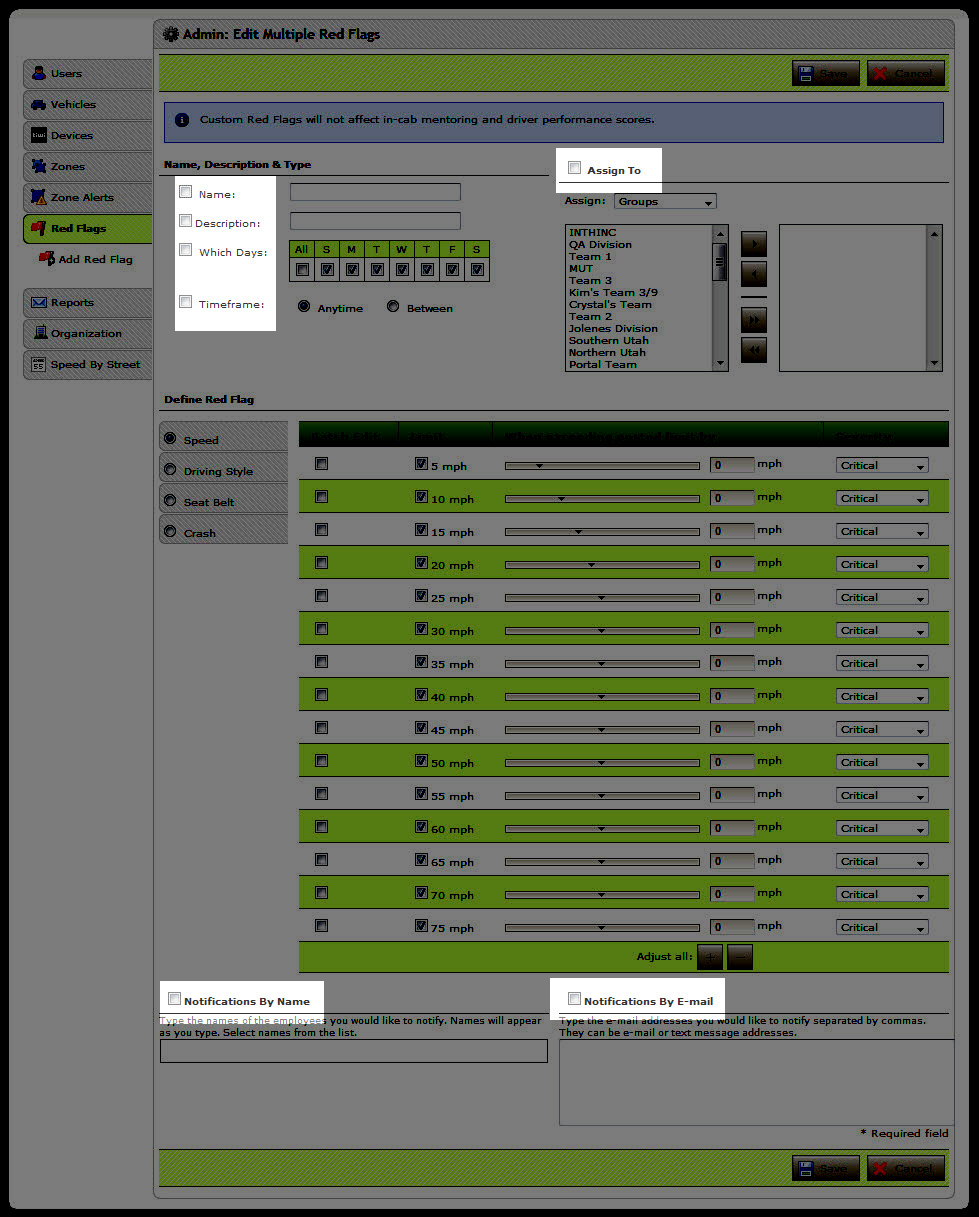 Admin: Edit Multiple Red Flags
Save
Cancel
Users
Vehicles
Devices
Zones
Zone Alerts
Red Flags
Add Red Flag
Reports
Organization
Speed By Street
Custom Red Flags will not affect in-cab mentoring and driver performance scores.
Name, Description & Type
Name:
Description:
Which Days:
All S M T W T F S
Timeframe:
Anytime Between
Assign To
Assign: Groups
INTHINC
QA Division
Team 1
MUT
Team 3
Kim's Team 3/9
Crystal's Team
Team 2
Jolenes Division
Southern Utah
Northern Utah
Portal Team
Define Red Flag
Speed
Driving Style
Seat Belt
Crash
5 mph 0 mph Critical
10 mph 0 mph Critical
15 mph 0 mph Critical
20 mph 0 mph Critical
25 mph 0 mph Critical
30 mph 0 mph Critical
35 mph 0 mph Critical
40 mph 0 mph Critical
45 mph 0 mph Critical
50 mph 0 mph Critical
55 mph 0 mph Critical
60 mph 0 mph Critical
65 mph 0 mph Critical
70 mph 0 mph Critical
75 mph 0 mph Critical
Adjust all: + -
Notifications By Name
Type the names of the employees you would like to notify. Names will appear
as you type. Select names from the list.
Notifications By E-mail
Type the e-mail addresses you would like to notify separated by commas.
They can be e-mail or text message addresses.
* Required field
Save
Cancel